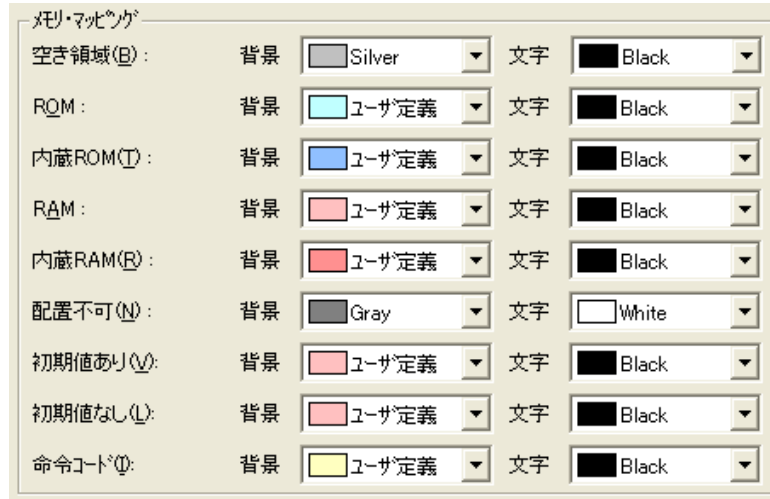 ﾒﾓﾘ・ﾏｯﾋﾟﾝｸﾞ
空き領域(B) : 背景 Silver 文字 Black
ROM : 背景 ﾕｰｻﾞ定義 文字 Black
内蔵ROM(T) : 背景 ﾕｰｻﾞ定義 文字 Black
RAM : 背景 ﾕｰｻﾞ定義 文字 Black
内蔵RAM(R) : 背景 ﾕｰｻﾞ定義 文字 Black
配置不可(N) : 背景 Gray 文字 White
初期値あり(V): 背景 ﾕｰｻﾞ定義 文字 Black
初期値なし(L): 背景 ﾕｰｻﾞ定義 文字 Black
命令ｺｰﾄﾞ(I): 背景 ﾕｰｻﾞ定義 文字 Black